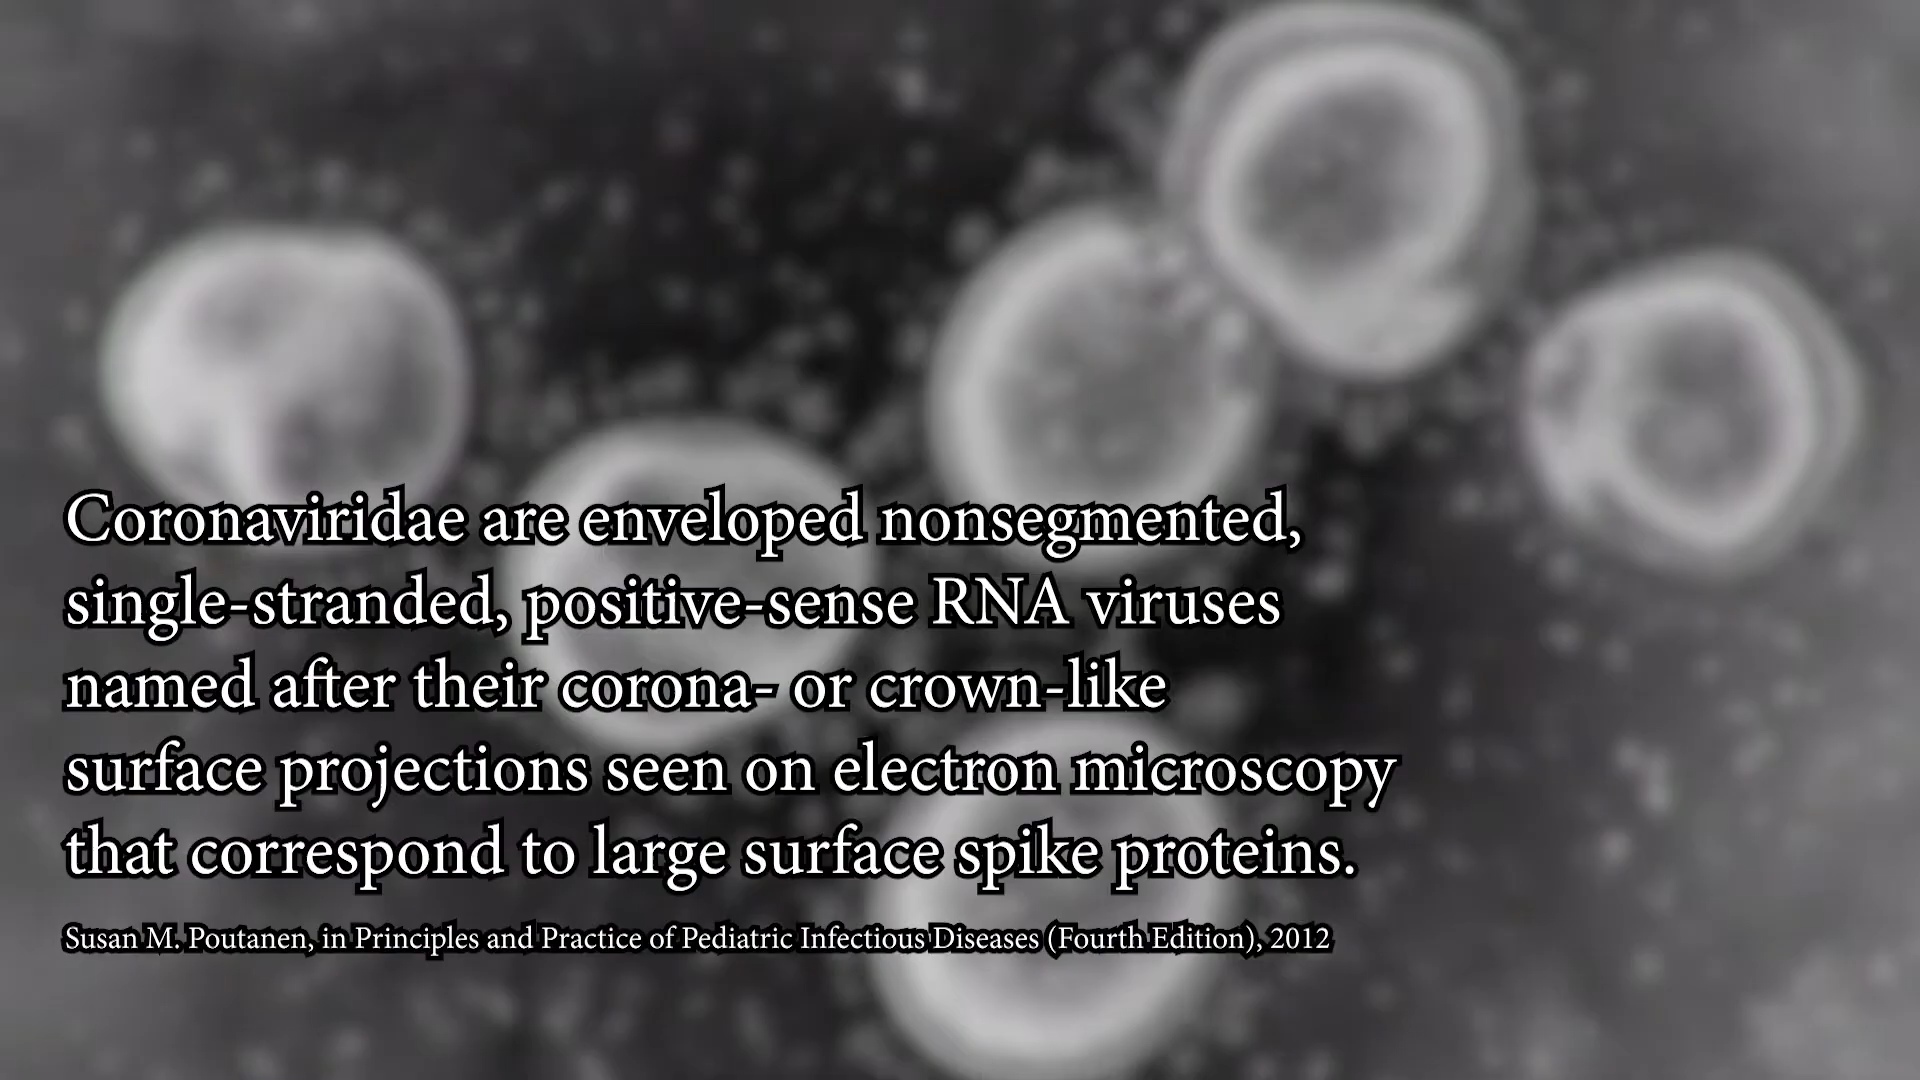 Coronaviridae are enveloped nonsegmented,
single-stranded, positive-sense RNA viruses
named after their corona- or crown-like
surface projections seen on electron microscopy
that correspond to large surface spike proteins.
Susan M. Poutanen, in Principles and Practice of Pediatric Infectious Diseases (Fourth Edition), 2012